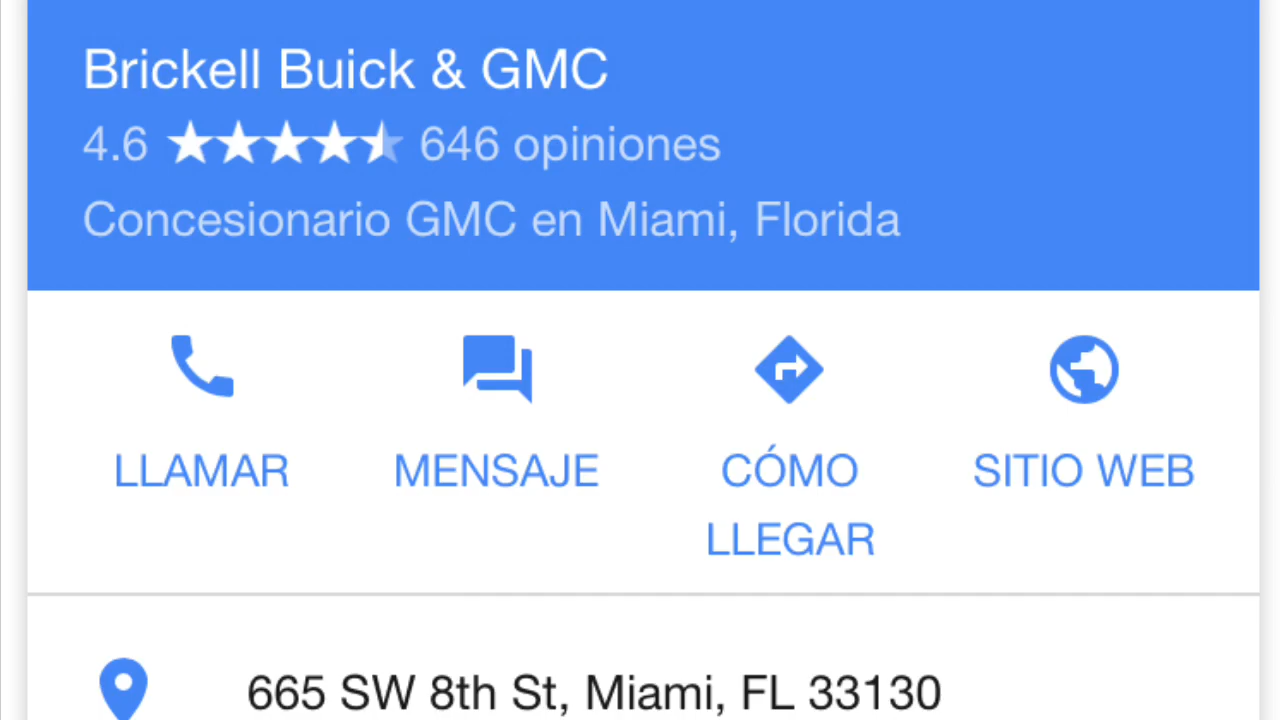 Brickell Buick & GMC
4.6 646 opiniones
Concesionario GMC en Miami, Florida
LLAMAR
MENSAJE
CÓMO
LLEGAR
SITIO WEB
665 SW 8th St, Miami, FL 33130